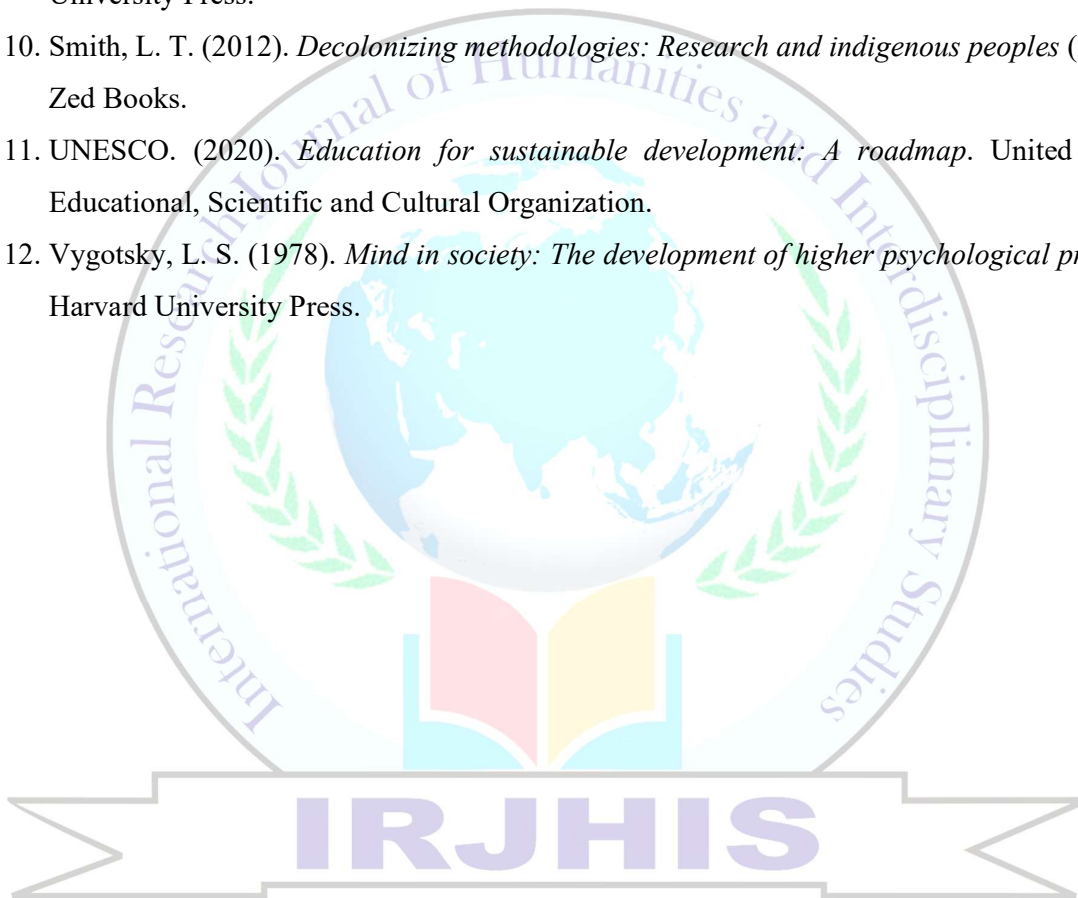 University Press.
10. Smith, L. T. (2012). Decolonizing methodologies: Research and indigenous peoples (
Zed Books.
11. UNESCO. (2020). Education for sustainable development: A roadmap. United
Educational, Scientific and Cultural Organization.
12. Vygotsky, L. S. (1978). Mind in society: The development of higher psychological
Harvard University Press.
International Research Journal of Humanities and Interdisciplinary Studies
IRJHIS